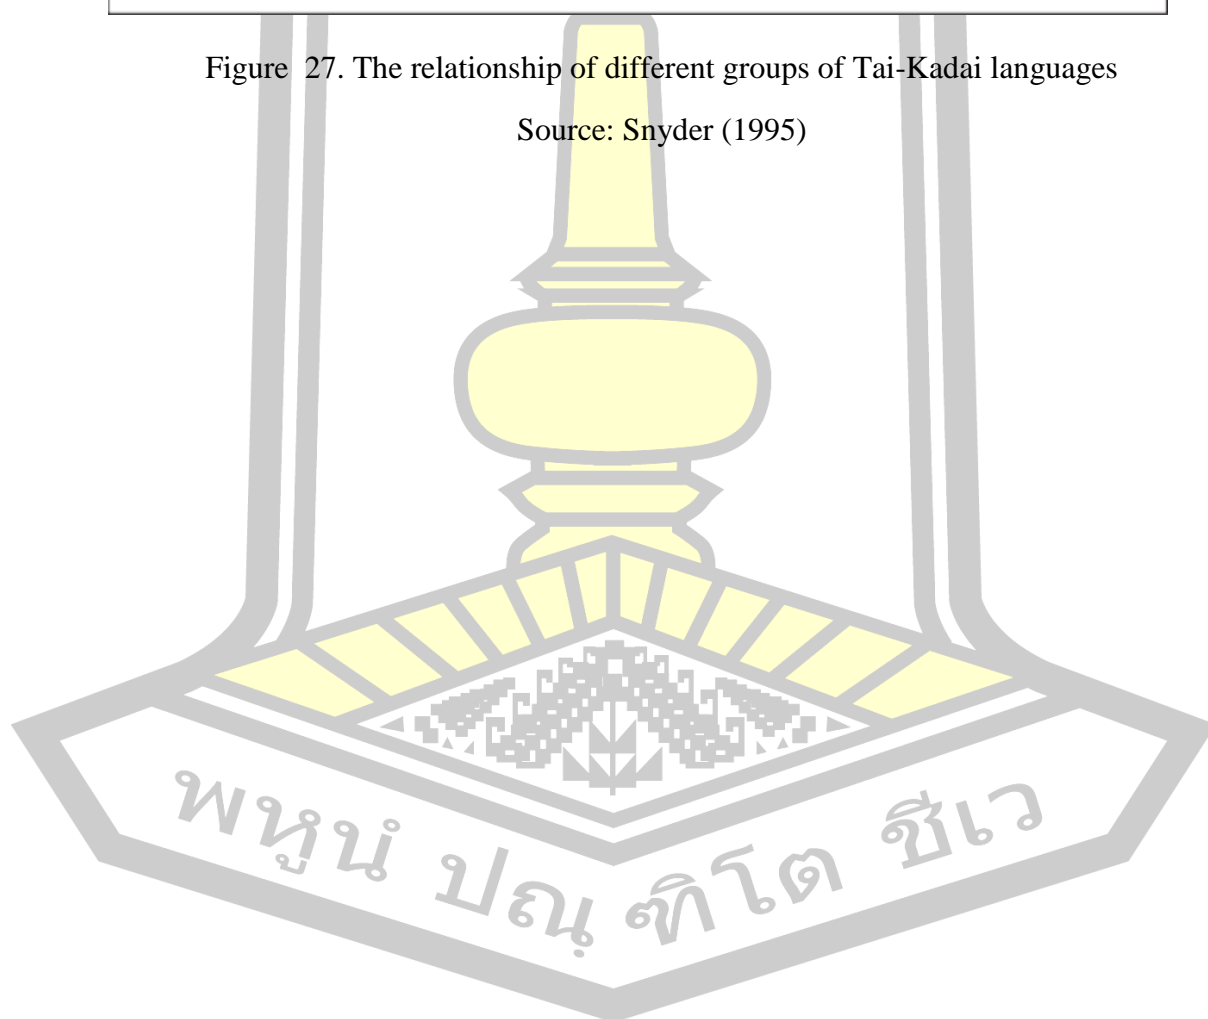 Figure  27. The relationship of different groups of Tai-Kadai languages
Source: Snyder (1995)
พหูนํ ปณฺฑิโต ชีเว